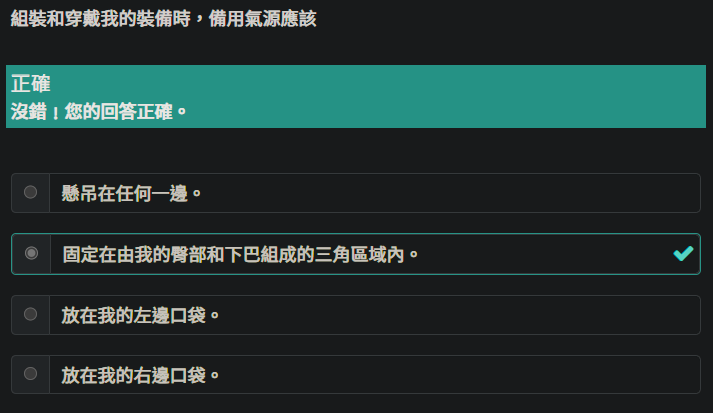 組裝和穿戴我的裝備時，備用氣源應該
正確
沒錯！您的回答正確。
懸吊在任何一邊。
固定在由我的臀部和下巴組成的三角區域內。
放在我的左邊口袋。
放在我的右邊口袋。